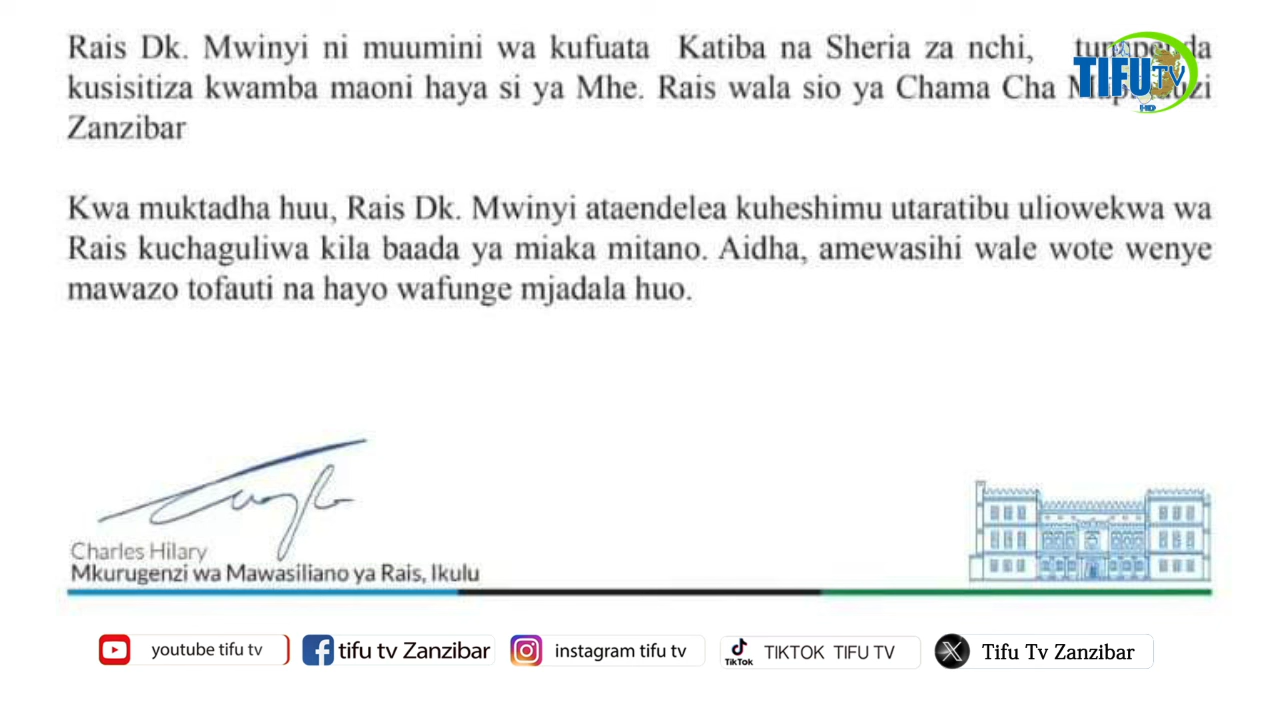 Rais Dk. Mwinyi ni muumini wa kufuata Katiba na Sheria za nchi, tunapenda
kusisitiza kwamba maoni haya si ya Mhe. Rais wala sio ya Chama Cha Mapinduzi
Zanzibar
Kwa muktadha huu, Rais Dk. Mwinyi ataendelea kuheshimu utaratibu uliowekwa wa
Rais kuchaguliwa kila baada ya miaka mitano. Aidha, amewasihi wale wote wenye
mawazo tofauti na hayo wafunge mjadala huo.
TIFU TV
HD
Charles Hilary
Mkurugenzi wa Mawasiliano ya Rais, Ikulu
youtube tifu tv
tifu tv Zanzibar
instagram tifu tv
TikTok
TIKTOK TIFU TV
Tifu Tv Zanzibar